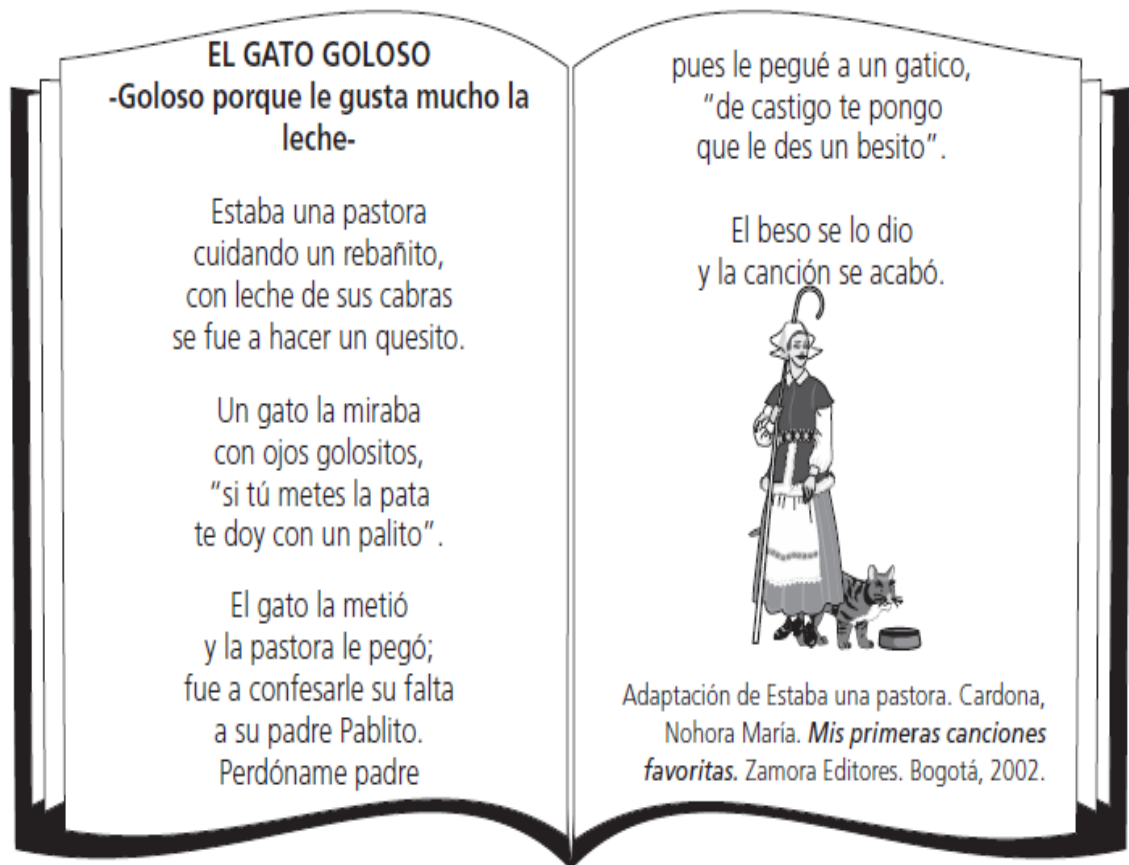 EL GATO GOLOSO
-Goloso porque le gusta mucho la
leche-
Estaba una pastora
cuidando un rebañito,
con leche de sus cabras
se fue a hacer un quesito.
Un gato la miraba
con ojos golositos,
“si tú metes la pata
te doy con un palito”.
El gato la metió
y la pastora le pegó;
fue a confesarle su falta
a su padre Pablito.
Perdóname padre
pues le pegué a un gatico,
“de castigo te pongo
que le des un besito”.
El beso se lo dio
y la canción se acabó.
Adaptación de Estaba una pastora. Cardona,
Nohora María. Mis primeras canciones
favoritas. Zamora Editores. Bogotá, 2002.